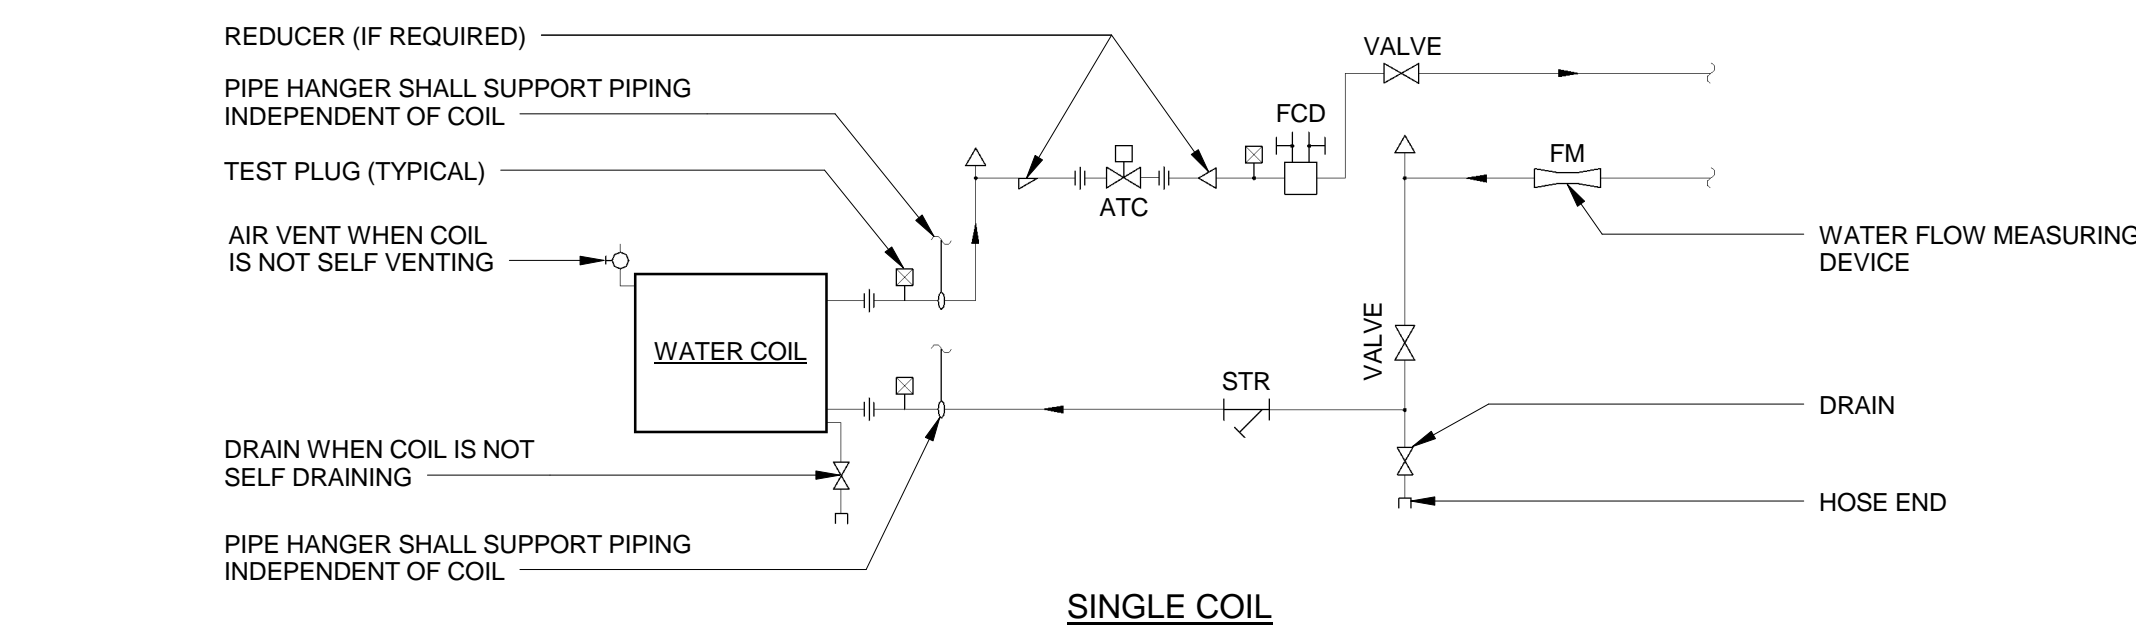 REDUCER (IF REQUIRED)
VALVE
PIPE HANGER SHALL SUPPORT PIPING
INDEPENDENT OF COIL
FCD
TEST PLUG (TYPICAL)
FM
ATC
AIR VENT WHEN COIL
IS NOT SELF VENTING
WATER FLOW MEASURING
DEVICE
WATER COIL
VALVE
STR
DRAIN
DRAIN WHEN COIL IS NOT
SELF DRAINING
HOSE END
PIPE HANGER SHALL SUPPORT PIPING
INDEPENDENT OF COIL
SINGLE COIL